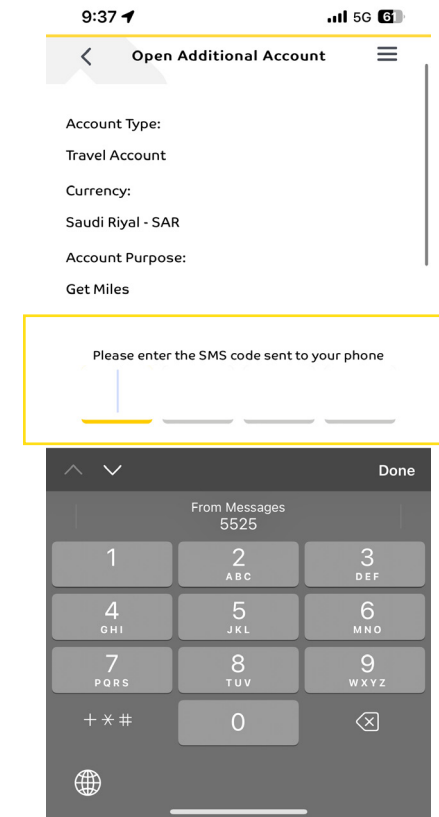 9:37
5G 61
Open Additional Account
Account Type:
Travel Account
Currency:
Saudi Riyal - SAR
Account Purpose:
Get Miles
Please enter the SMS code sent to your phone
Done
From Messages
5525
1
2
ABC
3
DEF
4
GHI
5
JKL
6
MNO
7
PQRS
8
TUV
9
WXYZ
+*#
0